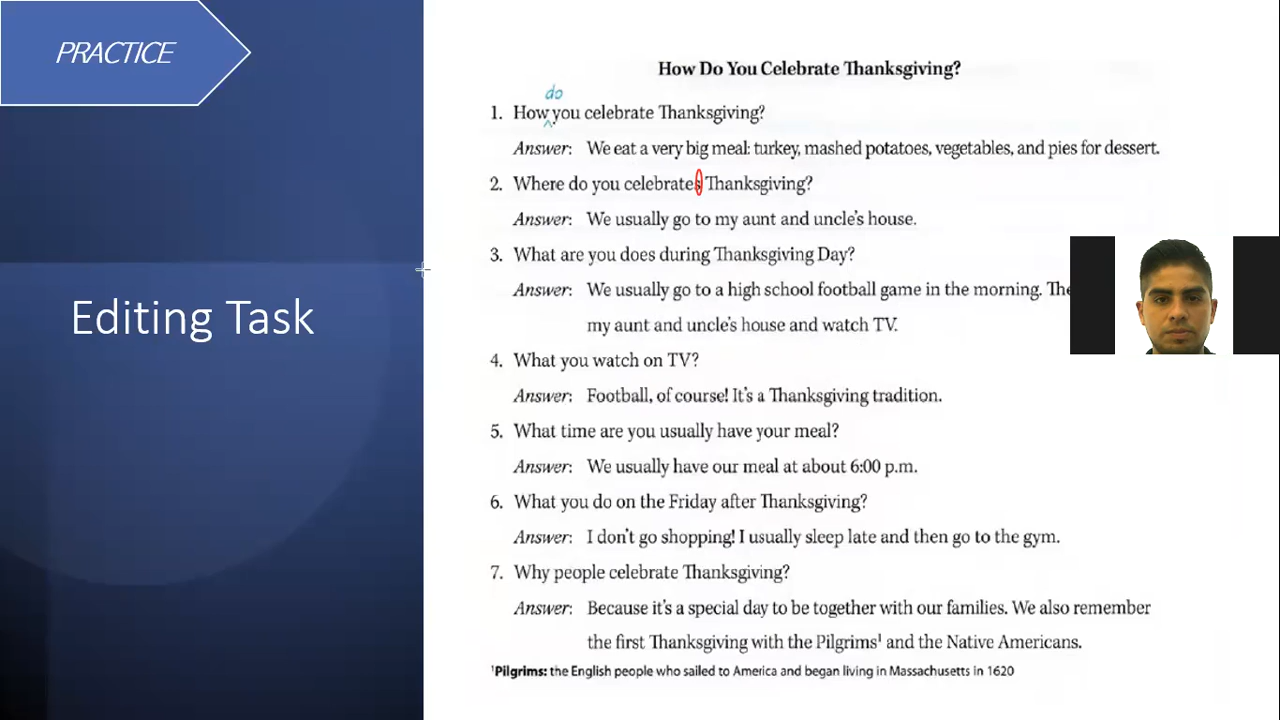 PRACTICE
Editing Task
How Do You Celebrate Thanksgiving?
do
1. How you celebrate Thanksgiving?
Answer: We eat a very big meal: turkey, mashed potatoes, vegetables, and pies for dessert.
2. Where do you celebrates Thanksgiving?
Answer: We usually go to my aunt and uncle's house.
3. What are you does during Thanksgiving Day?
Answer: We usually go to a high school football game in the morning.
my aunt and uncle's house and watch TV.
4. What you watch on TV?
Answer: Football, of course! It's a Thanksgiving tradition.
5. What time are you usually have your meal?
Answer: We usually have our meal at about 6:00 p.m.
6. What you do on the Friday after Thanksgiving?
Answer: I don't go shopping! I usually sleep late and then go to the gym.
7. Why people celebrate Thanksgiving?
Answer: Because it's a special day to be together with our families. We also remember
the first Thanksgiving with the Pilgrims¹ and the Native Americans.
¹Pilgrims: the English people who sailed to America and began living in Massachusetts in 1620